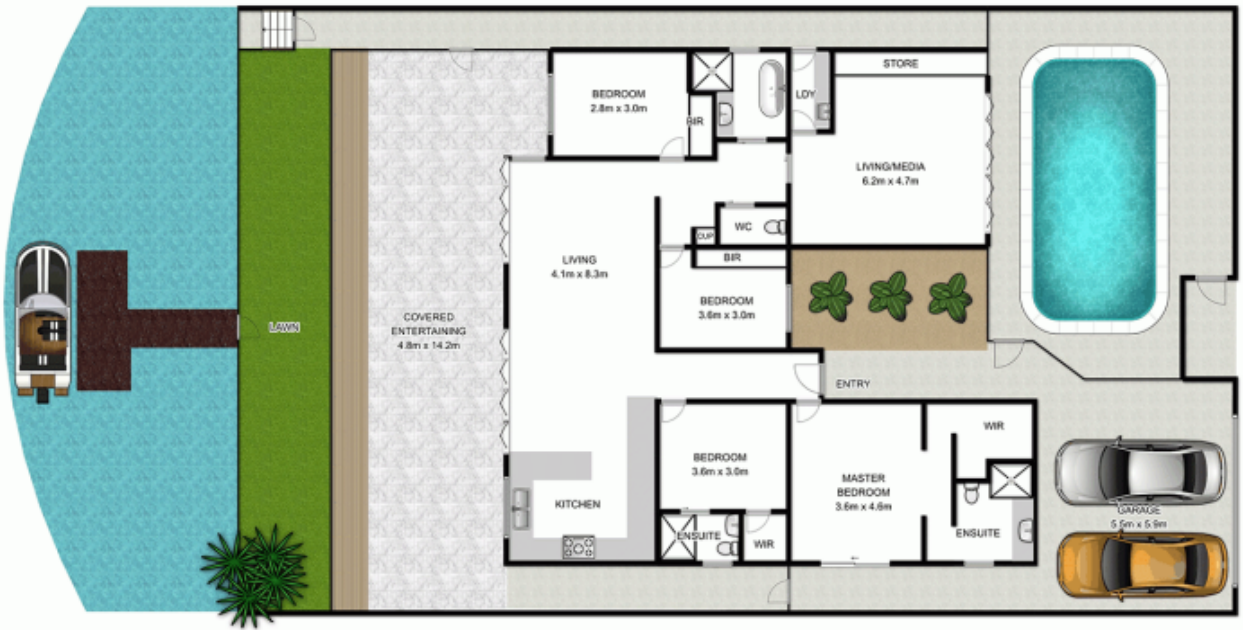 STORE
BEDROOM
2.8m x 3.0m
BIR
LDY
LIVING/MEDIA
6.2m x 4.7m
WC
CUP
BIR
LIVING
4.1m x 8.3m
BEDROOM
3.6m x 3.0m
LAWN
COVERED
ENTERTAINING
4.8m x 14.2m
ENTRY
WIR
BEDROOM
3.6m x 3.0m
MASTER
BEDROOM
3.6m x 4.6m
KITCHEN
GARAGE
5.5m x 5.9m
ENSUITE
WIR
ENSUITE